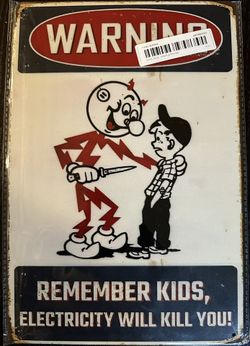 WARNING
REMEMBER KIDS,
ELECTRICITY WILL KILL YOU!